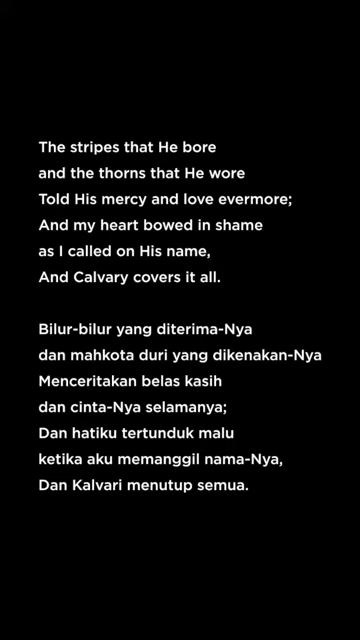 The stripes that He bore
and the thorns that He wore
Told His mercy and love evermore;
And my heart bowed in shame
as I called on His name,
And Calvary covers it all.
Bilur-bilur yang diterima-Nya
dan mahkota duri yang dikenakan-Nya
Menceritakan belas kasih
dan cinta-Nya selamanya;
Dan hatiku tertunduk malu
ketika aku memanggil nama-Nya,
Dan Kalvari menutup semua.